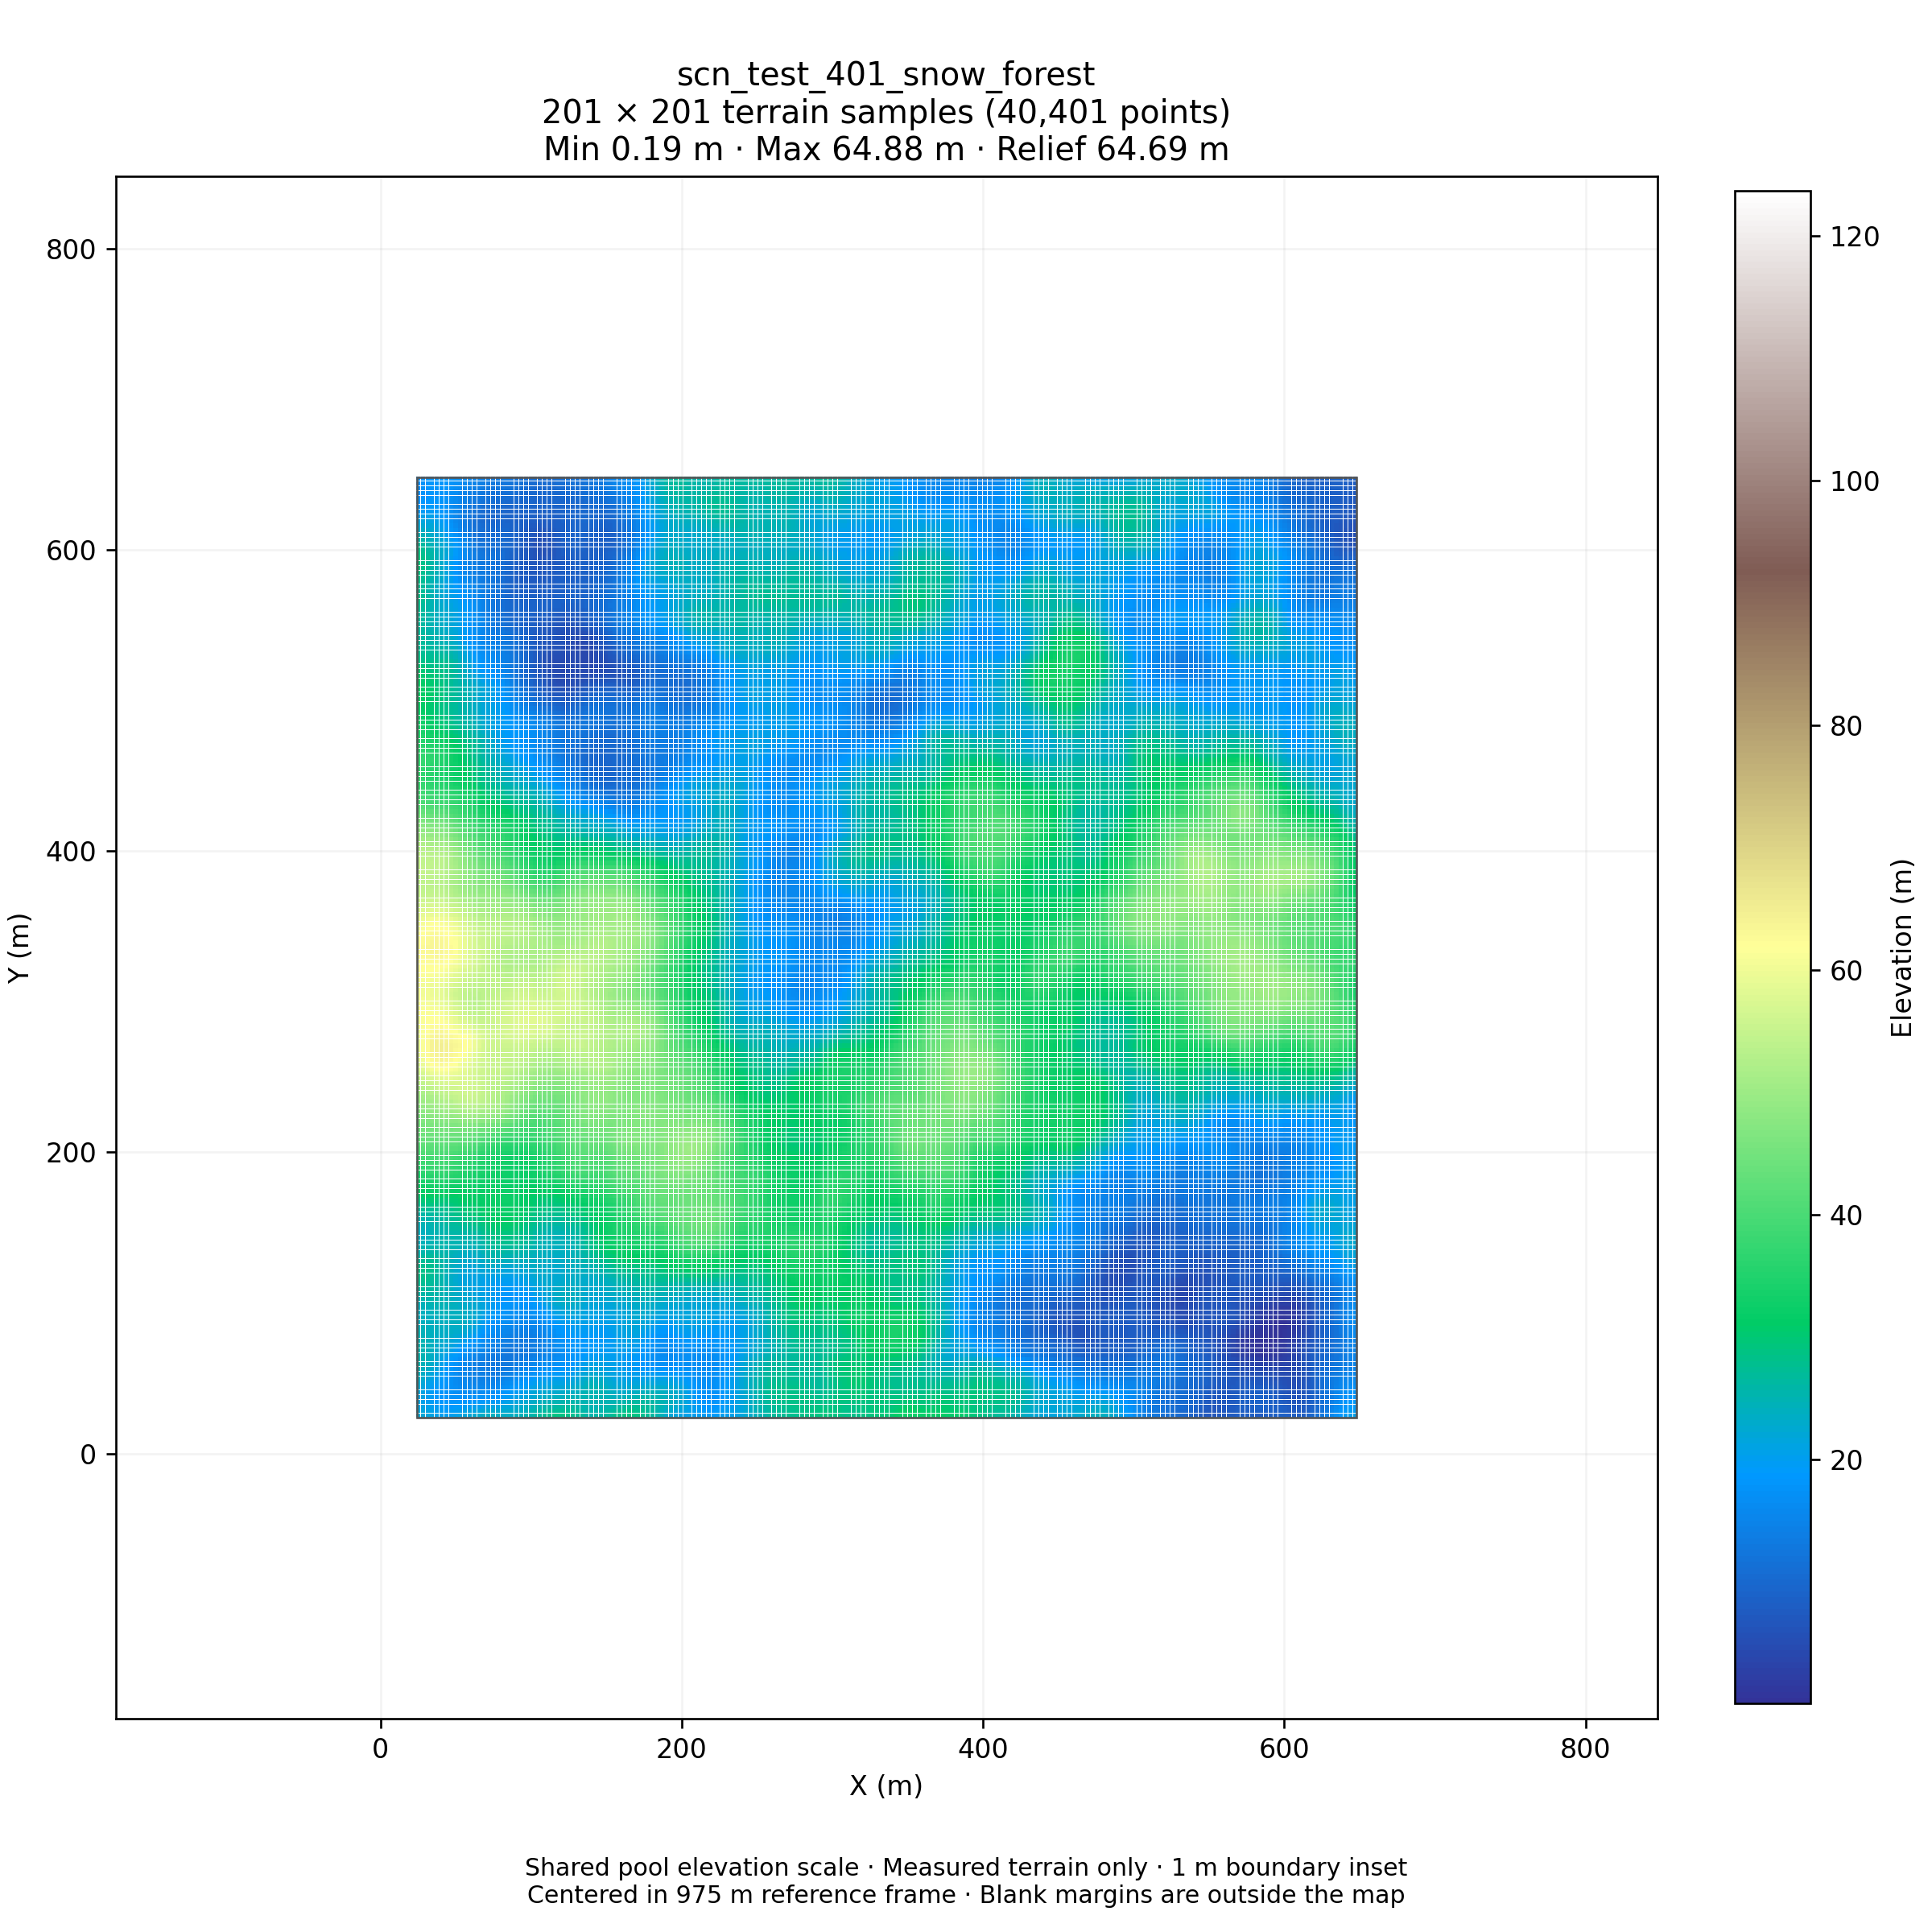 scn_test_401_snow_forest
201 × 201 terrain samples (40,401 points)
Min 0.19 m · Max 64.88 m · Relief 64.69 m
800
600
400
200
0
Y (m)
0
200
400
600
800
X (m)
120
100
80
60
40
20
Elevation (m)
Shared pool elevation scale · Measured terrain only · 1 m boundary inset
Centered in 975 m reference frame · Blank margins are outside the map